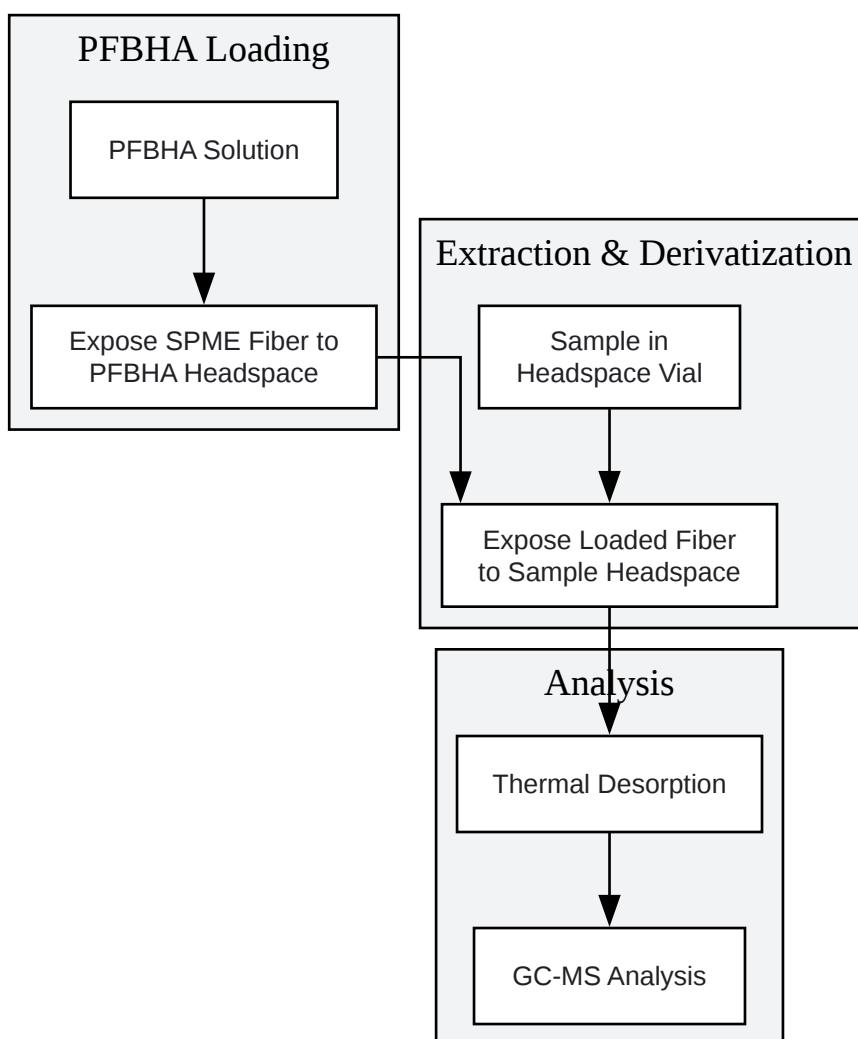 PFBHA Loading
PFBHA Solution
Expose SPME Fiber to
PFBHA Headspace
Extraction & Derivatization
Sample in
Headspace Vial
Expose Loaded Fiber
to Sample Headspace
Analysis
Thermal Desorption
GC-MS Analysis